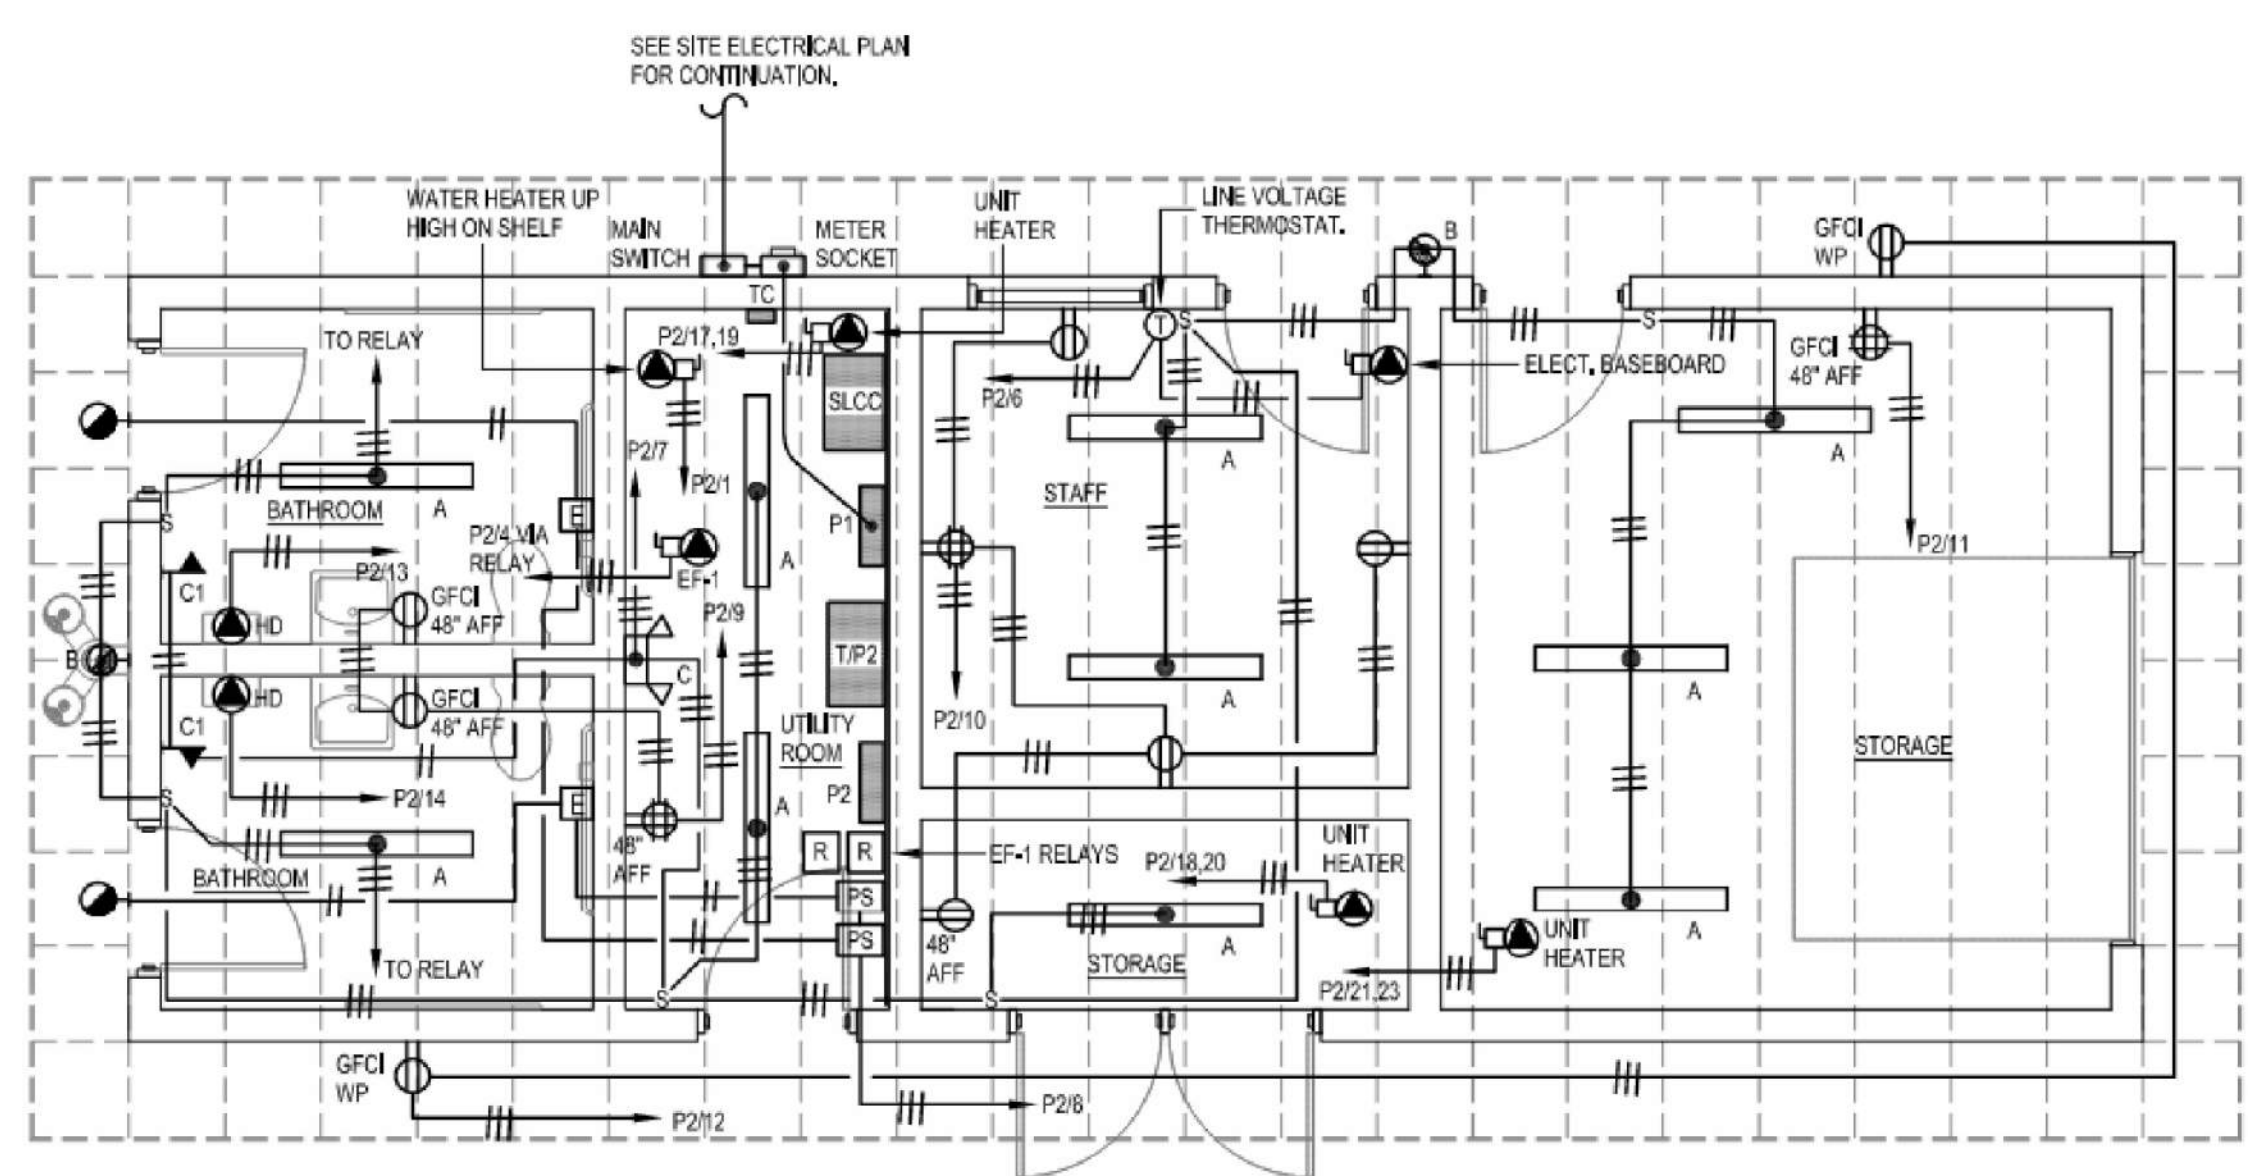 SEE SITE ELECTRICAL PLAN
FOR CONTINUATION.
WATER HEATER UP
HIGH ON SHELF
MAIN
SWITCH
METER
SOCKET
UNIT
HEATER
LINE VOLTAGE
THERMOSTAT.
B
GFCI
WP
TC
TO RELAY
P2/17,19
T
S
S
P2/6
ELECT. BASEBOARD
GFCI
48" AFF
SLCC
P2/7
P2/1
A
A
STAFF
BATHROOM
A
S
E
P1
P2/4 VIA
RELAY
P2/13
EF-1
A
P2/11
C1
GFCI
48" AFF
HD
P2/9
B
T/P2
C
HD
GFCI
48" AFF
C1
A
A
P2/10
UTILITY
ROOM
STORAGE
P2/14
S
E
P2
A
48"
AFF
R
R
EF-1 RELAYS
P2/18,20
UNIT
HEATER
BATHROOM
A
PS
PS
48"
AFF
A
STORAGE
UNIT
HEATER
A
TO RELAY
S
S
P2/21,23
GFCI
WP
P2/12
P2/8